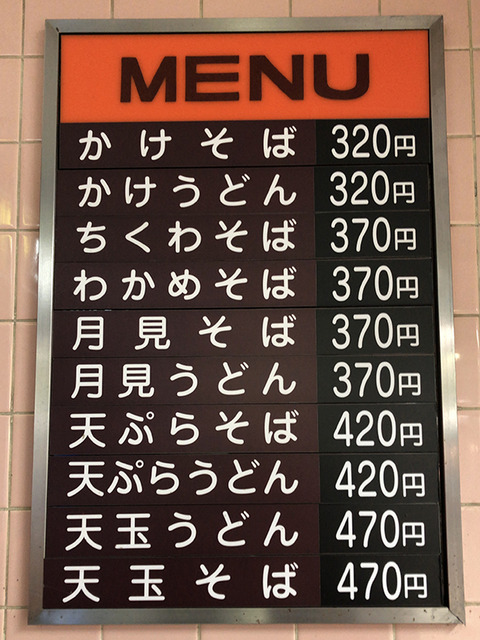 MENU
かけそば 320円
かけうどん 320円
ちくわそば 370円
わかめそば 370円
月見そば 370円
月見うどん 370円
天ぷらそば 420円
天ぷらうどん 420円
天玉うどん 470円
天玉そば 470円